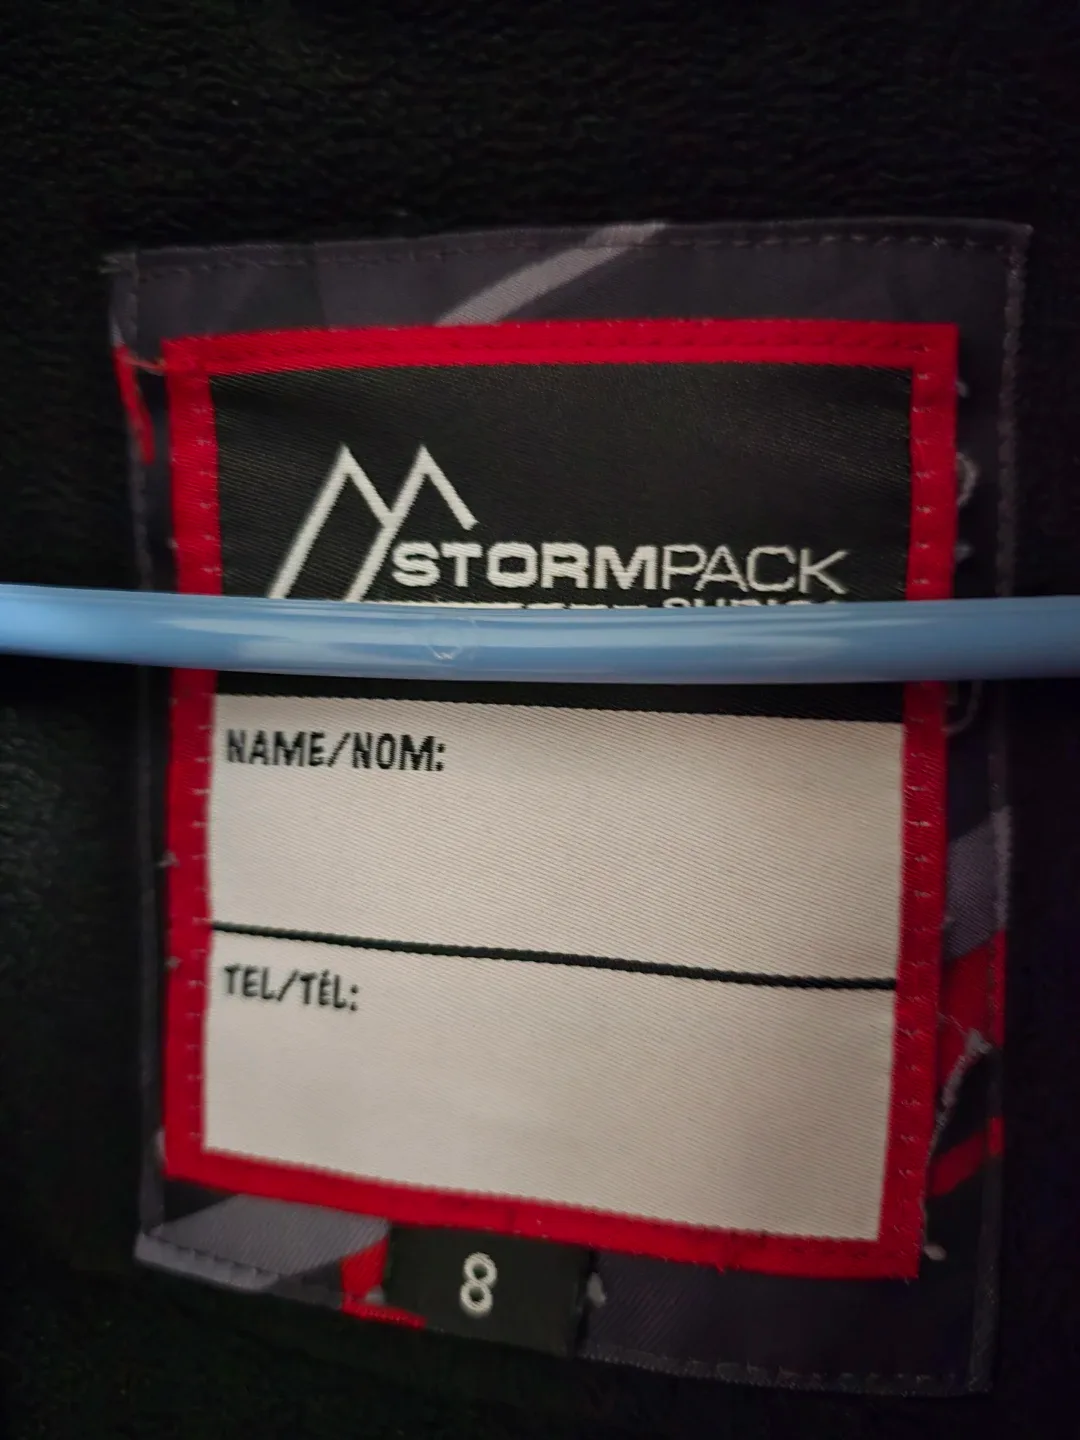 STORMPACK
NAME/NOM:
TEL/TÉL:
8